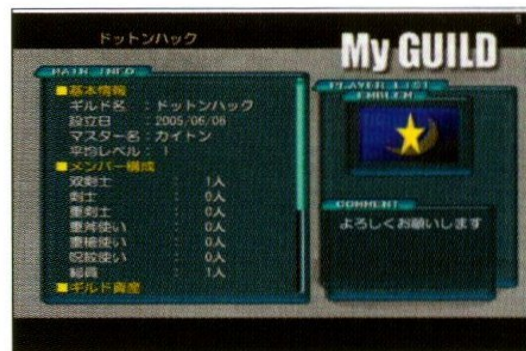 ドットンハック
My GUILD
MAIN INFO
■基本情報
ギルド名 : ドットンハック
設立日 : 2005/06/06
マスター名 : カイトン
平均レベル : 1
■メンバー構成
双剣士 : 1人
剣士 : 0人
重剣士 : 0人
重斧使い : 0人
重槍使い : 0人
呪紋使い : 0人
総員 : 1人
■ギルド資産
PLAYER LIST
EMBLEM
COMMENT
よろしくお願いします